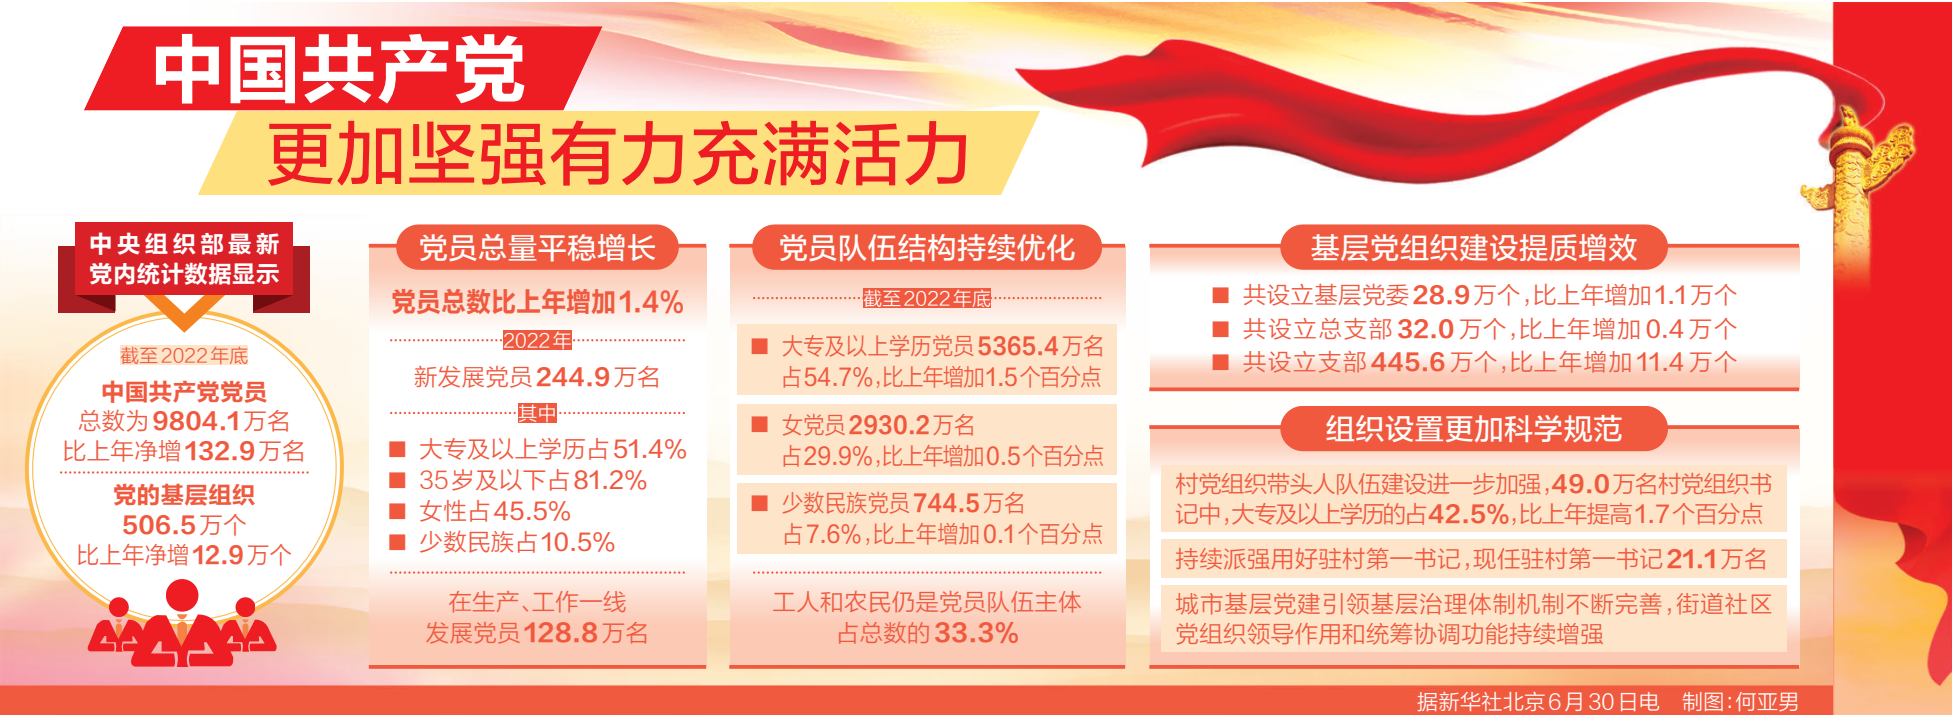 中国共产党
更加坚强有力充满活力
中央组织部最新
党内统计数据显示
截至2022年底
中国共产党党员
总数为9804.1万名
比上年净增132.9万名
党的基层组织
506.5万个
比上年净增12.9万个
党员总量平稳增长
党员总数比上年增加1.4%
2022年
新发展党员244.9万名
其中
■ 大专及以上学历占51.4%
■ 35岁及以下占81.2%
■ 女性占45.5%
■ 少数民族占10.5%
在生产、工作一线
发展党员128.8万名
党员队伍结构持续优化
截至2022年底
■ 大专及以上学历党员5365.4万名
占54.7%,比上年增加1.5个百分点
■ 女党员2930.2万名
占29.9%,比上年增加0.5个百分点
■ 少数民族党员744.5万名
占7.6%,比上年增加0.1个百分点
工人和农民仍是党员队伍主体
占总数的33.3%
基层党组织建设提质增效
■ 共设立基层党委28.9万个,比上年增加1.1万个
■ 共设立总支部32.0万个,比上年增加0.4万个
■ 共设立支部445.6万个,比上年增加11.4万个
组织设置更加科学规范
村党组织带头人队伍建设进一步加强,49.0万名村党组织书
记中,大专及以上学历的占42.5%,比上年提高1.7个百分点
持续派强用好驻村第一书记,现任驻村第一书记21.1万名
城市基层党建引领基层治理体制机制不断完善,街道社区
党组织领导作用和统筹协调功能持续增强
据新华社北京6月30日电 制图:何亚男